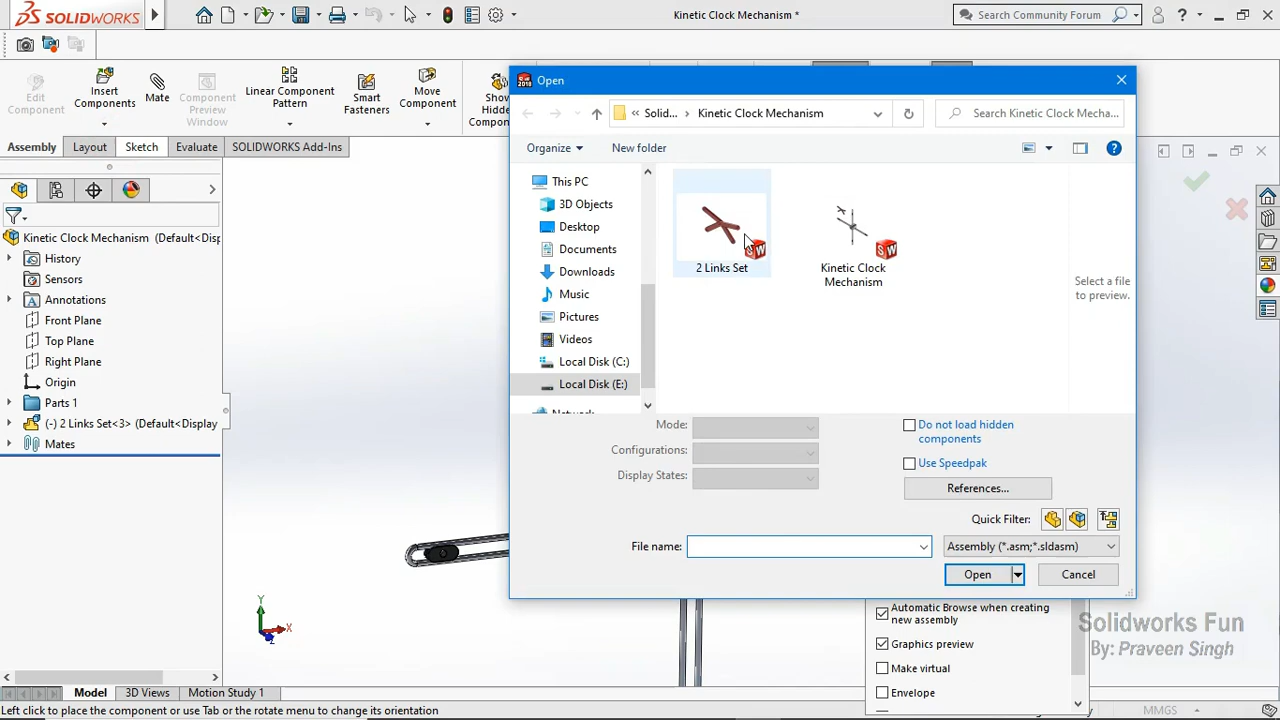 SOLIDWORKS
Kinetic Clock Mechanism *
Search Community Forum
?
Edit
Component
Insert
Components
Mate
Component
Preview
Window
Linear Component
Pattern
Smart
Fasteners
Move
Component
Show
Hidden
Assembly
Layout
Sketch
Evaluate
SOLIDWORKS Add-Ins
Kinetic Clock Mechanism (Default<Disp
History
Sensors
Annotations
Front Plane
Top Plane
Right Plane
Origin
Parts 1
(-) 2 Links Set<3> (Default<Display
Mates
Open
Solid...
Kinetic Clock Mechanism
Search Kinetic Clock Mecha...
Organize
New folder
This PC
3D Objects
Desktop
Documents
Downloads
Music
Pictures
Videos
Local Disk (C:)
Local Disk (E:)
Network
2 Links Set
Kinetic Clock
Mechanism
Select a file
to preview.
Mode:
Configurations:
Display States:
Do not load hidden
components
Use Speedpak
References...
Quick Filter:
File name:
Assembly (*.asm;*.sldasm)
Open
Cancel
Automatic Browse when creating
new assembly
Graphics preview
Make virtual
Envelope
Solidworks Fun
By: Praveen Singh
Y
X
Z
Model
3D Views
Motion Study 1
Left click to place the component or use Tab or the rotate menu to change its orientation
MMGS